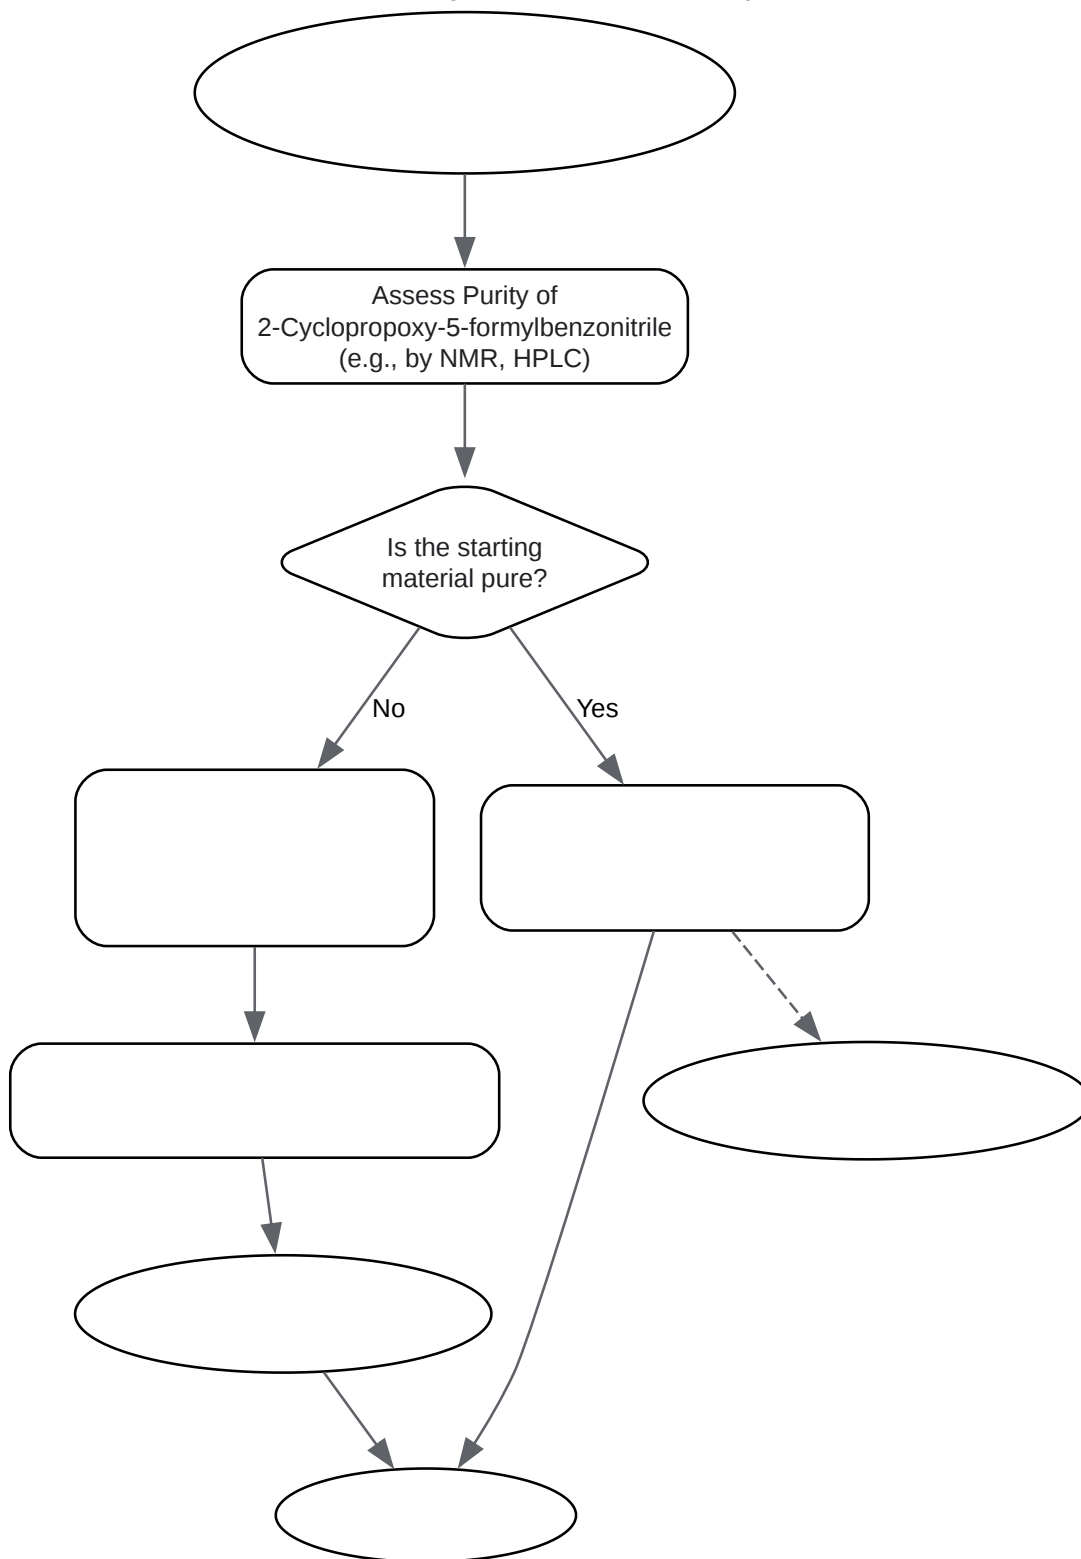 Assess Purity of
2-Cyclopropoxy-5-formylbenzonitrile
(e.g., by NMR, HPLC)
Is the starting
material pure?
No
Yes